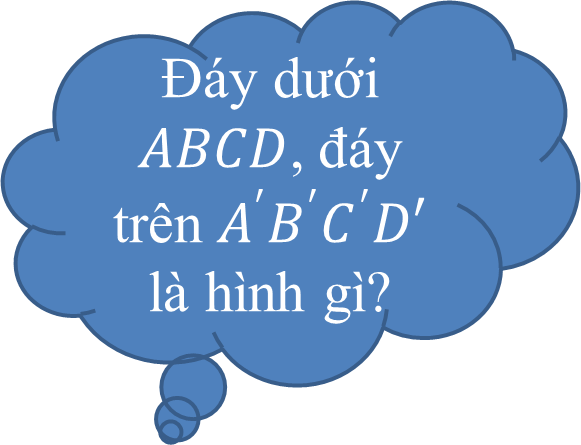 Đáy dưới
ABCD, đáy
trên A'B'C'D'
là hình gì?